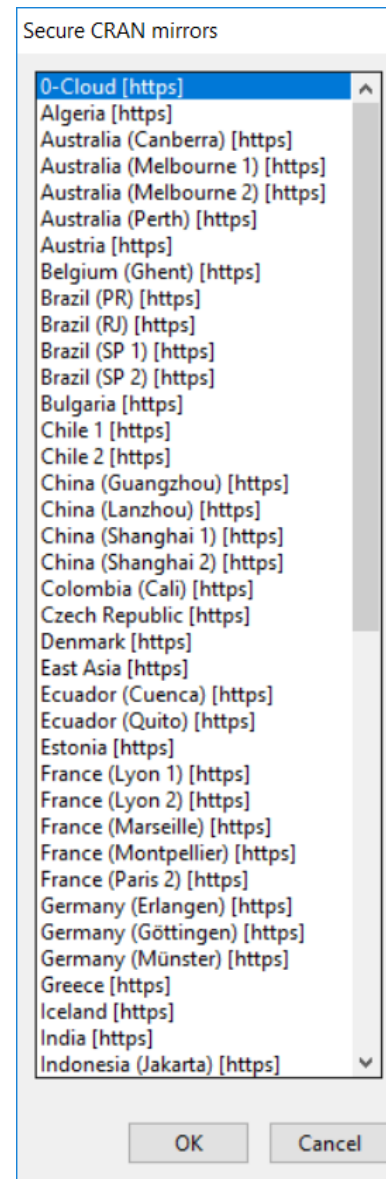 Secure CRAN mirrors
0-Cloud [https]
Algeria [https]
Australia (Canberra) [https]
Australia (Melbourne 1) [https]
Australia (Melbourne 2) [https]
Australia (Perth) [https]
Austria [https]
Belgium (Ghent) [https]
Brazil (PR) [https]
Brazil (RJ) [https]
Brazil (SP 1) [https]
Brazil (SP 2) [https]
Bulgaria [https]
Chile 1 [https]
Chile 2 [https]
China (Guangzhou) [https]
China (Lanzhou) [https]
China (Shanghai 1) [https]
China (Shanghai 2) [https]
Colombia (Cali) [https]
Czech Republic [https]
Denmark [https]
East Asia [https]
Ecuador (Cuenca) [https]
Ecuador (Quito) [https]
Estonia [https]
France (Lyon 1) [https]
France (Lyon 2) [https]
France (Marseille) [https]
France (Montpellier) [https]
France (Paris 2) [https]
Germany (Erlangen) [https]
Germany (Göttingen) [https]
Germany (Münster) [https]
Greece [https]
Iceland [https]
India [https]
Indonesia (Jakarta) [https]
OK Cancel